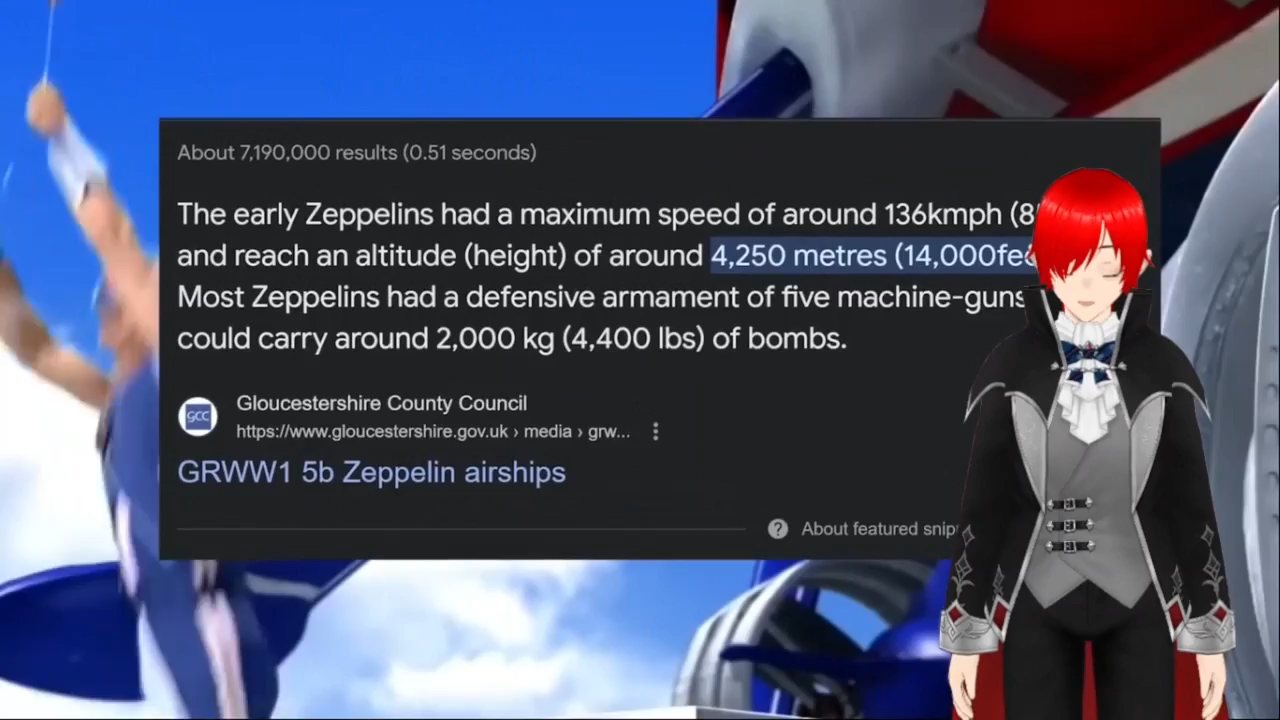 About 7,190,000 results (0.51 seconds)
The early Zeppelins had a maximum speed of around 136kmph
and reach an altitude (height) of around 4,250 metres (14,000fe
Most Zeppelins had a defensive armament of five machine-guns
could carry around 2,000 kg (4,400 lbs) of bombs.
GCC
Gloucestershire County Council
https://www.gloucestershire.gov.uk › media › grw...
GRWW1 5b Zeppelin airships
? About featured snip